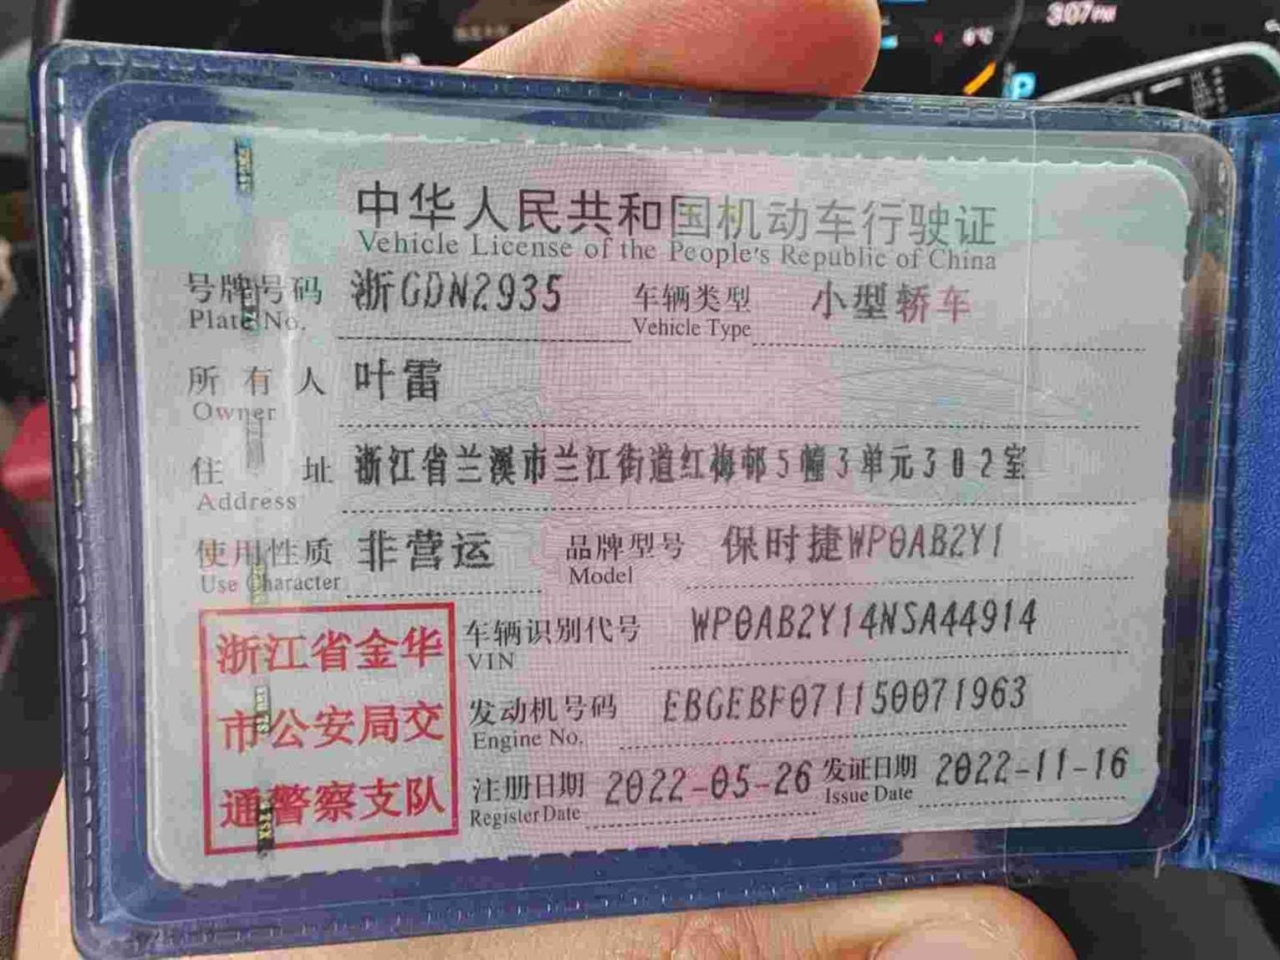 307
P
中华人民共和国机动车行驶证
Vehicle License of the People's Republic of China
号牌号码 浙GDN2935 车辆类型 小型轿车
Plate No. Vehicle Type
所有人 叶雷
Owner
住址 浙江省兰溪市兰江街道红梅邨5幢3单元302室
Address
使用性质 非营运 品牌型号 保时捷WP0AB2Y1
Use Character Model
浙江省金华
市公安局交
通警察支队
车辆识别代号 WP0AB2Y14NSA44914
VIN
发动机号码 EBGEBF071150071963
Engine No.
注册日期 2022-05-26 发证日期 2022-11-16
Register Date Issue Date